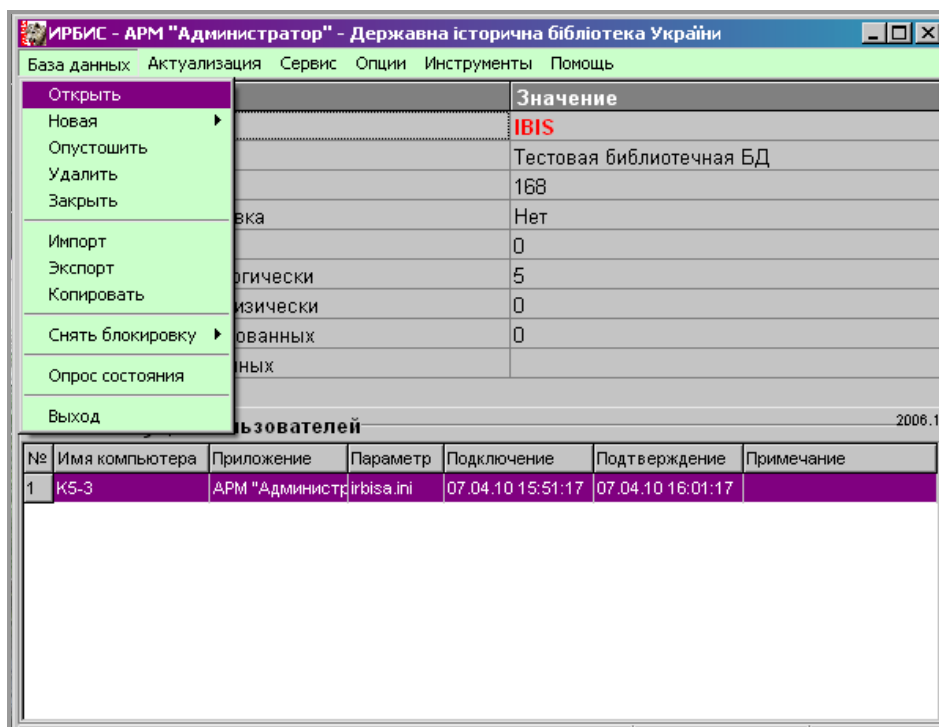 ИРБИС - АРМ "Администратор" - Державна історична бібліотека України
База данных Актуализация Сервис Опции Инструменты Помощь
Открыть
Новая
Опустошить
Удалить
Закрыть
Импорт
Экспорт
Копировать
Снять блокировку
Опрос состояния
Выход
Значение
IBIS
Тестовая библиотечная БД
168
вка Нет
0
огически 5
изически 0
ованных 0
нных
ьзователей
2006.1
№ Имя компьютера Приложение Параметр Подключение Подтверждение Примечание
1 K5-3 АРМ "Администр irbisa.ini 07.04.10 15:51:17 07.04.10 16:01:17